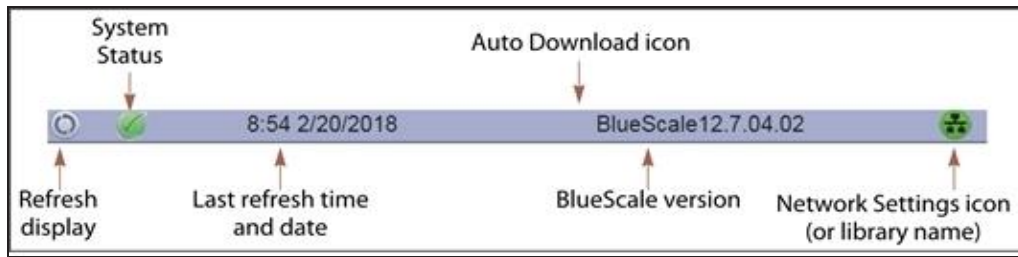 System
Status
Auto Download icon
8:54 2/20/2018
BlueScale12.7.04.02
Refresh
display
Last refresh time
and date
BlueScale version
Network Settings icon
(or library name)